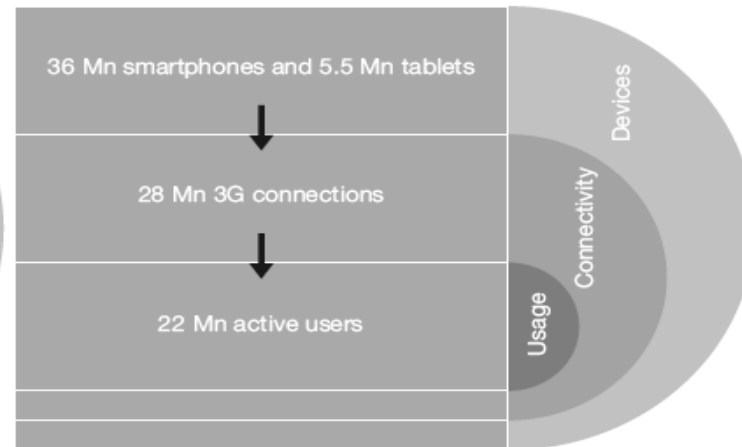 36 Mn smartphones and 5.5 Mn tablets
Devices
28 Mn 3G connections
Connectivity
22 Mn active users
Usage